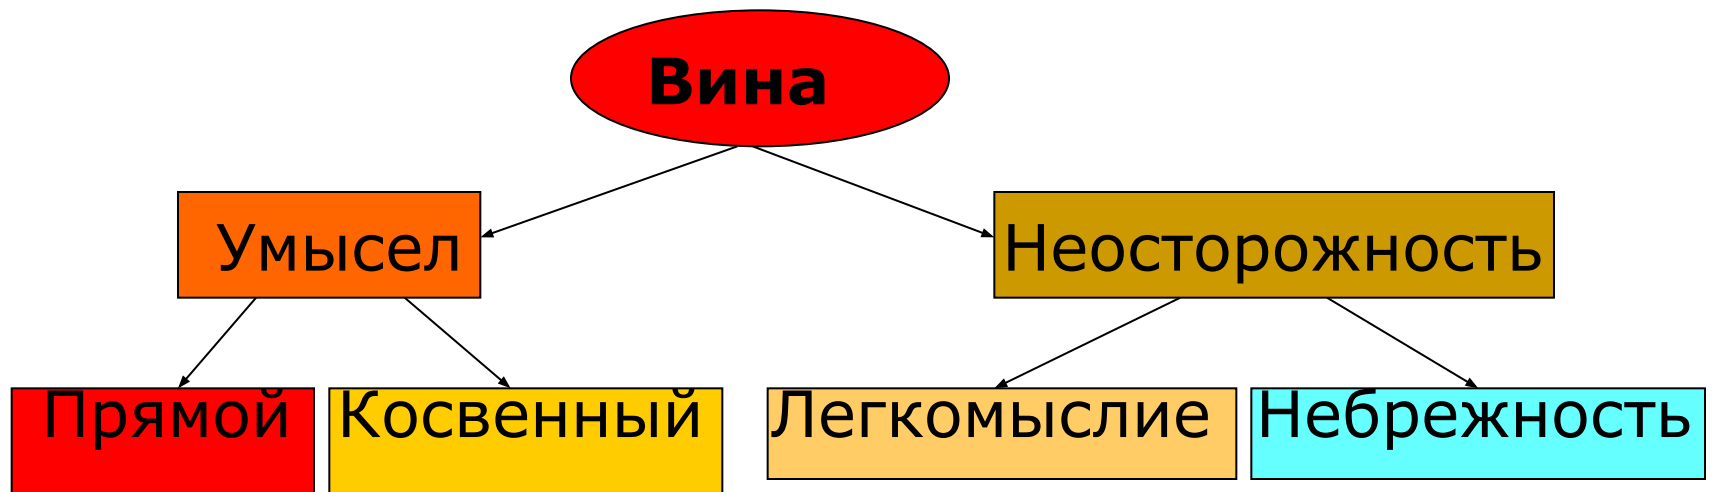 Вина
Умысел
Неосторожность
Прямой
Косвенный
Легкомыслие
Небрежность